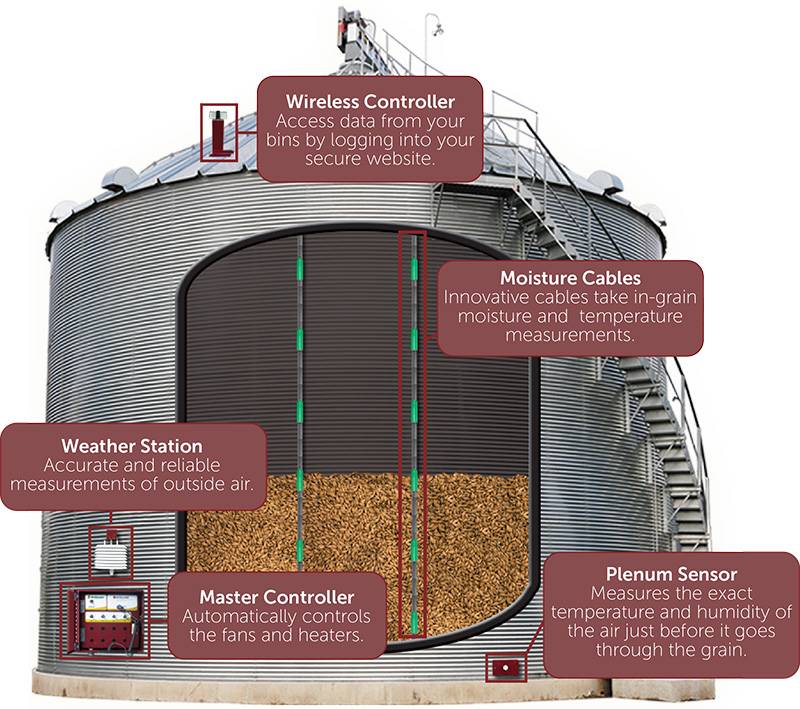 Wireless Controller
Access data from your
bins by logging into your
secure website.
Moisture Cables
Innovative cables take in-grain
moisture and temperature
measurements.
Weather Station
Accurate and reliable
measurements of outside air.
Master Controller
Automatically controls
the fans and heaters.
Plenum Sensor
Measures the exact
temperature and humidity of
the air just before it goes
through the grain.